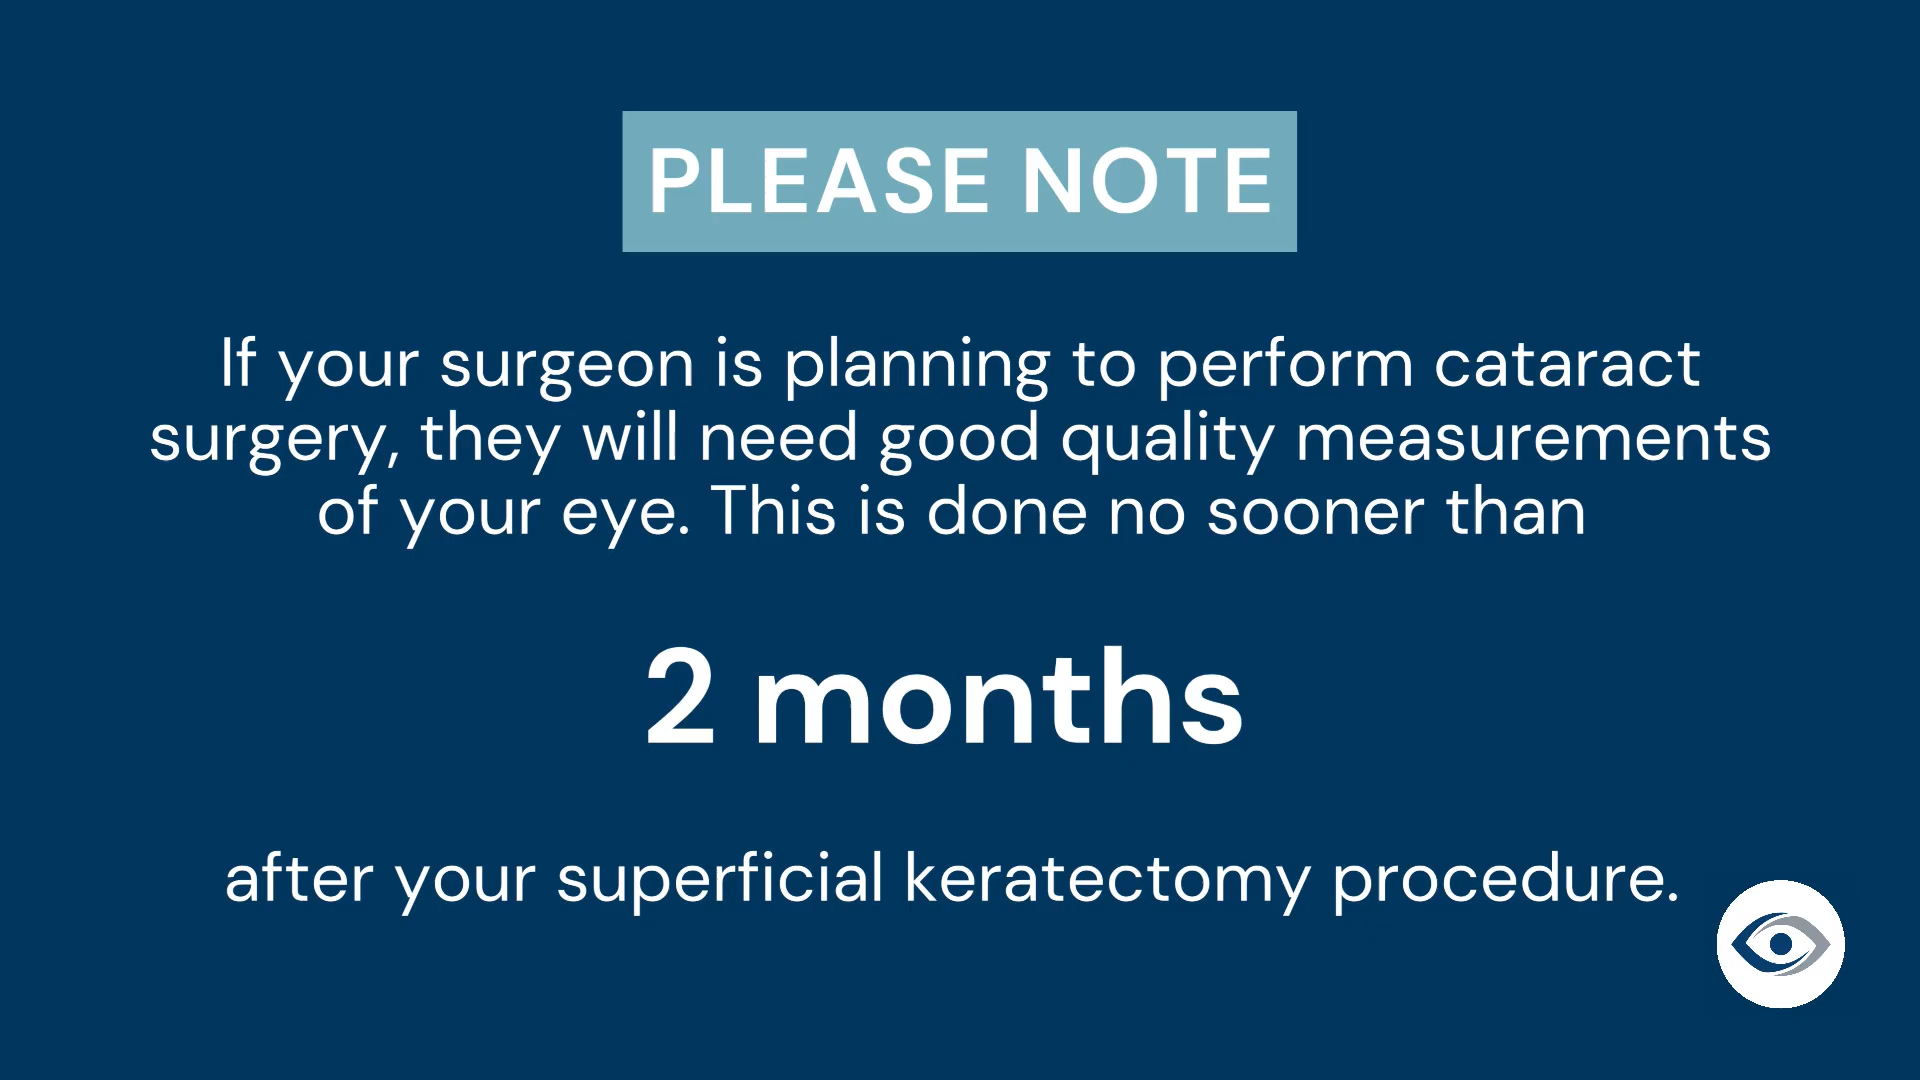 PLEASE NOTE
If your surgeon is planning to perform cataract
surgery, they will need good quality measurements
of your eye. This is done no sooner than
2 months
after your superficial keratectomy procedure.